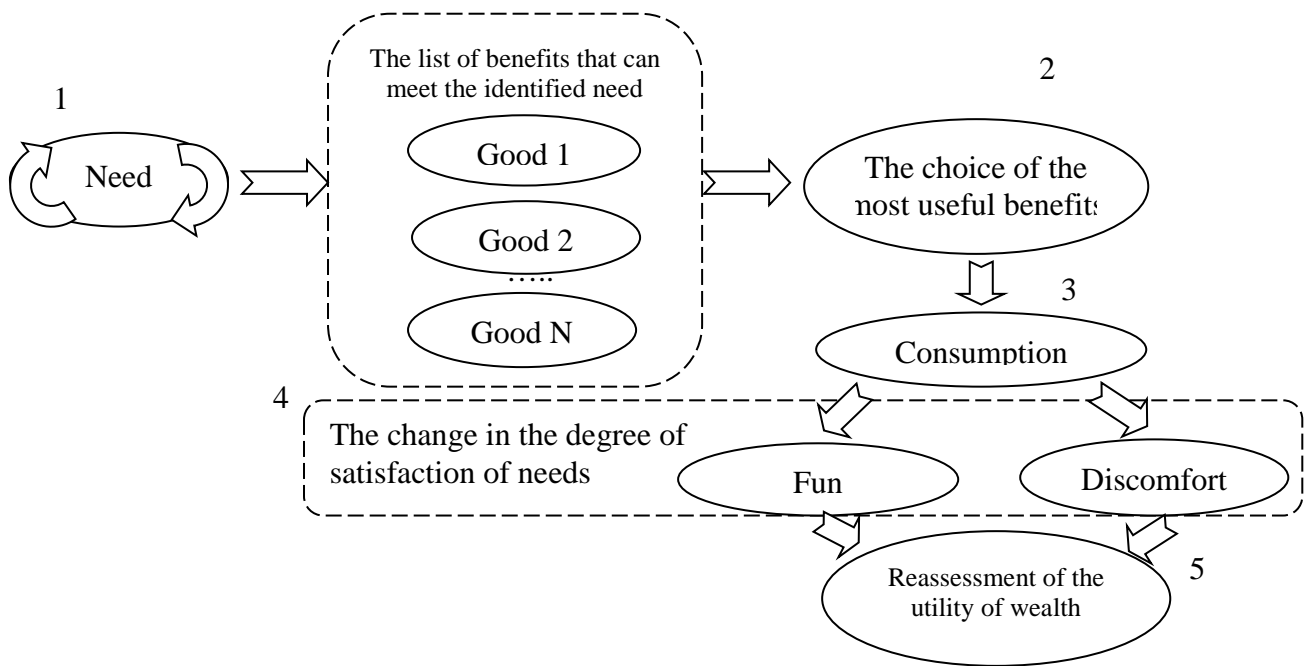 1
Need
The list of benefits that can
meet the identified need
Good 1
Good 2
…..
Good N
2
The choice of the
most useful benefits
3
Consumption
4
The change in the degree of
satisfaction of needs
Fun
Discomfort
5
Reassessment of the
utility of wealth